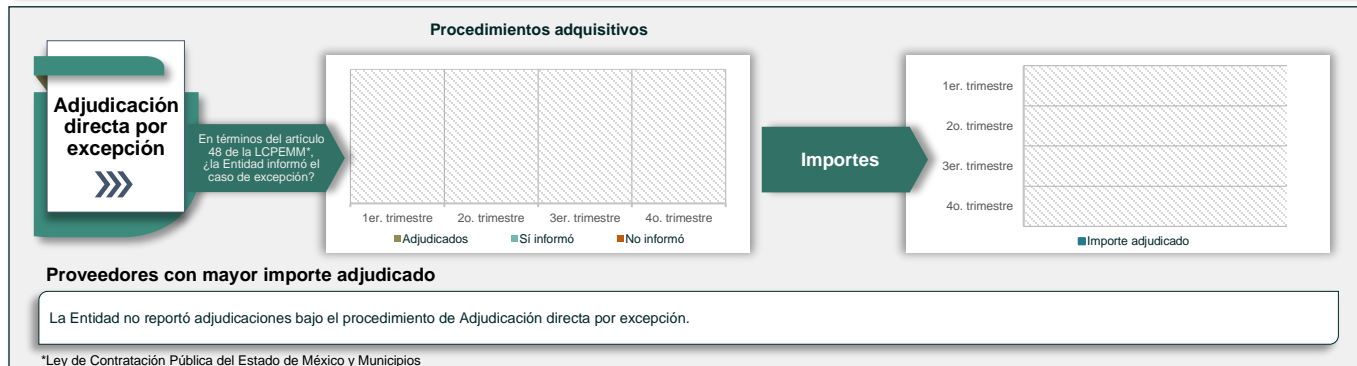 Procedimientos adquisitivos
Adjudicación
directa por
excepción
En términos del artículo
48 de la LCPEMM*,
¿la Entidad informó el
caso de excepción?
1er. trimestre 2o. trimestre 3er. trimestre 4o. trimestre
Adjudicados Sí informó No informó
Importes
1er. trimestre
2o. trimestre
3er. trimestre
4o. trimestre
Importe adjudicado
Proveedores con mayor importe adjudicado
La Entidad no reportó adjudicaciones bajo el procedimiento de Adjudicación directa por excepción.
*Ley de Contratación Pública del Estado de México y Municipios